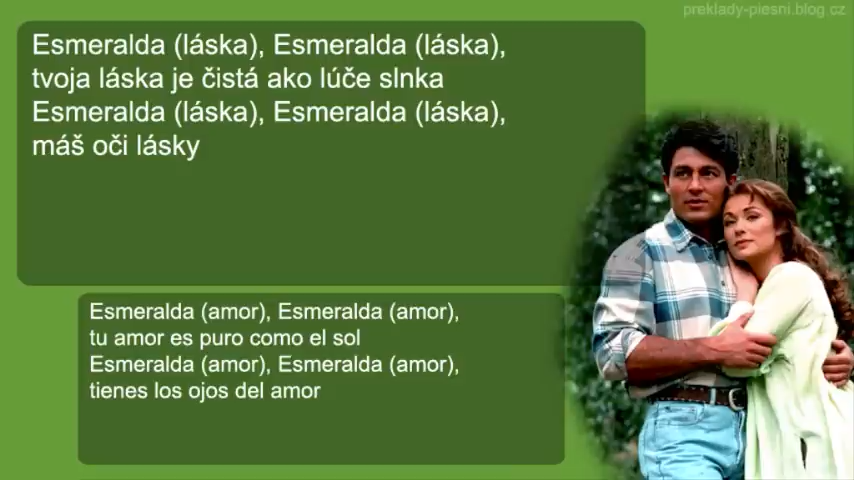 preklady-piesni.blog.cz
Esmeralda (láska), Esmeralda (láska),
tvoja láska je čistá ako lúče slnka
Esmeralda (láska), Esmeralda (láska),
máš oči lásky
Esmeralda (amor), Esmeralda (amor),
tu amor es puro como el sol
Esmeralda (amor), Esmeralda (amor),
tienes los ojos del amor